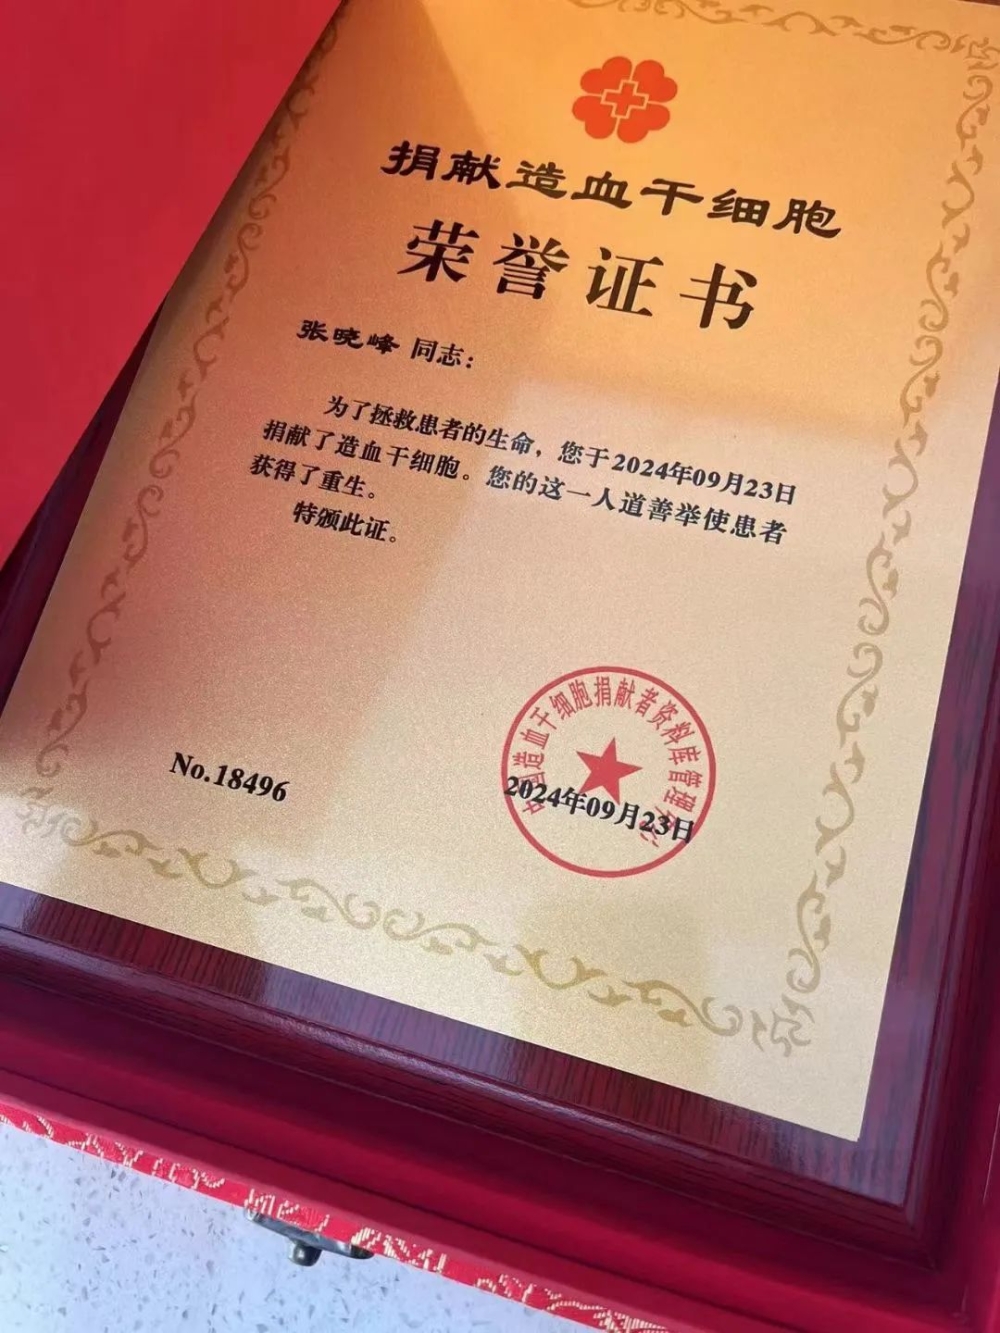 捐献造血干细胞
荣誉证书
张晓峰 同志：
为了拯救患者的生命，您于2024年09月23日
捐献了造血干细胞。您的这一人道善举使患者
获得了重生。
特颁此证。
No.18496
中国造血干细胞捐献者资料库管理中心
2024年09月23日